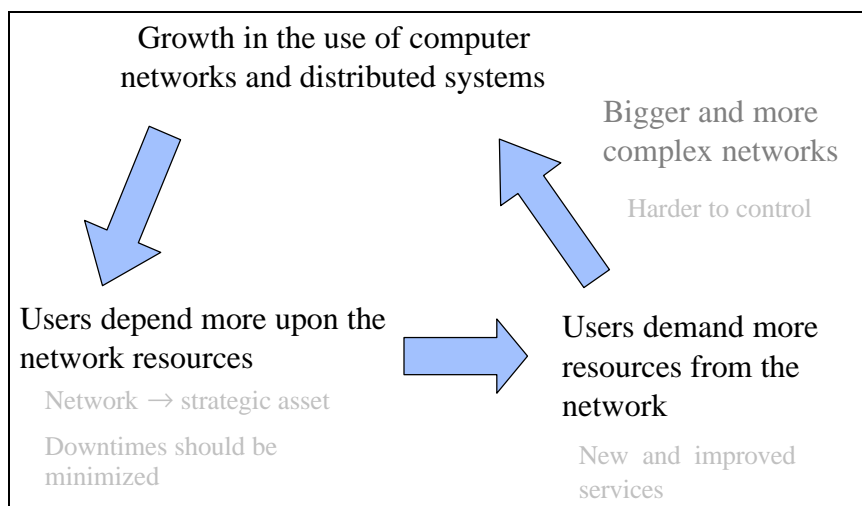 Growth in the use of computer
networks and distributed systems
Bigger and more
complex networks
Harder to control
Users depend more upon the
network resources
Network → strategic asset
Downtimes should be
minimized
Users demand more
resources from the
network
New and improved
services